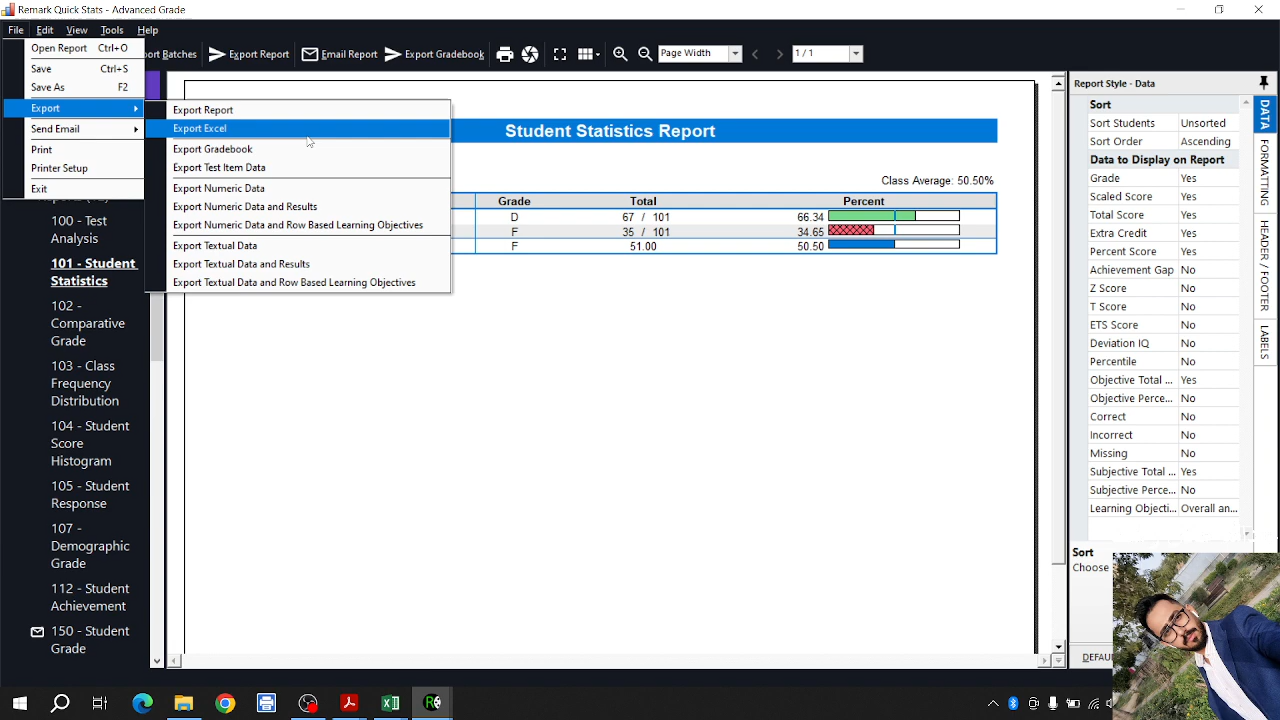 Remark Quick Stats - Advanced Grade
File Edit View Tools Help
Open Report Ctrl+O
Save Ctrl+S
Save As F2
Export
Send Email
Print
Printer Setup
Exit
Export Report
Export Excel
Export Gradebook
Export Test Item Data
Export Numeric Data
Export Numeric Data and Results
Export Numeric Data and Row Based Learning Objectives
Export Textual Data
Export Textual Data and Results
Export Textual Data and Row Based Learning Objectives
ort Batches Export Report Email Report Export Gradebook Page Width 1 / 1
100 - Test
Analysis
101 - Student
Statistics
102 -
Comparative
Grade
103 - Class
Frequency
Distribution
104 - Student
Score
Histogram
105 - Student
Response
107 -
Demographic
Grade
112 - Student
Achievement
150 - Student
Grade
Student Statistics Report
Class Average: 50.50%
Grade Total Percent
D 67 / 101 66.34
F 35 / 101 34.65
F 51.00 50.50
Report Style - Data
Sort
Sort Students Unsorted
Sort Order Ascending
Data to Display on Report
Grade Yes
Scaled Score Yes
Total Score Yes
Extra Credit Yes
Percent Score Yes
Achievement Gap No
Z Score No
T Score No
ETS Score No
Deviation IQ No
Percentile No
Objective Total ... Yes
Objective Perce... No
Correct No
Incorrect No
Missing No
Subjective Total ... Yes
Subjective Perce... No
Learning Objecti... Overall an...
Sort
Choose
DEFAU
DATA
FORMATTING
HEADER / FOOTER
LABELS